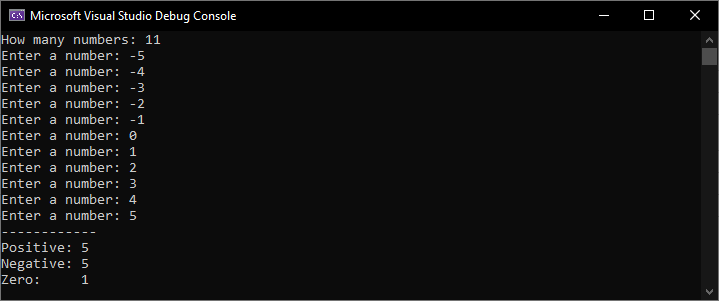 Microsoft Visual Studio Debug Console
How many numbers: 11
Enter a number: -5
Enter a number: -4
Enter a number: -3
Enter a number: -2
Enter a number: -1
Enter a number: 0
Enter a number: 1
Enter a number: 2
Enter a number: 3
Enter a number: 4
Enter a number: 5
------------
Positive: 5
Negative: 5
Zero:     1